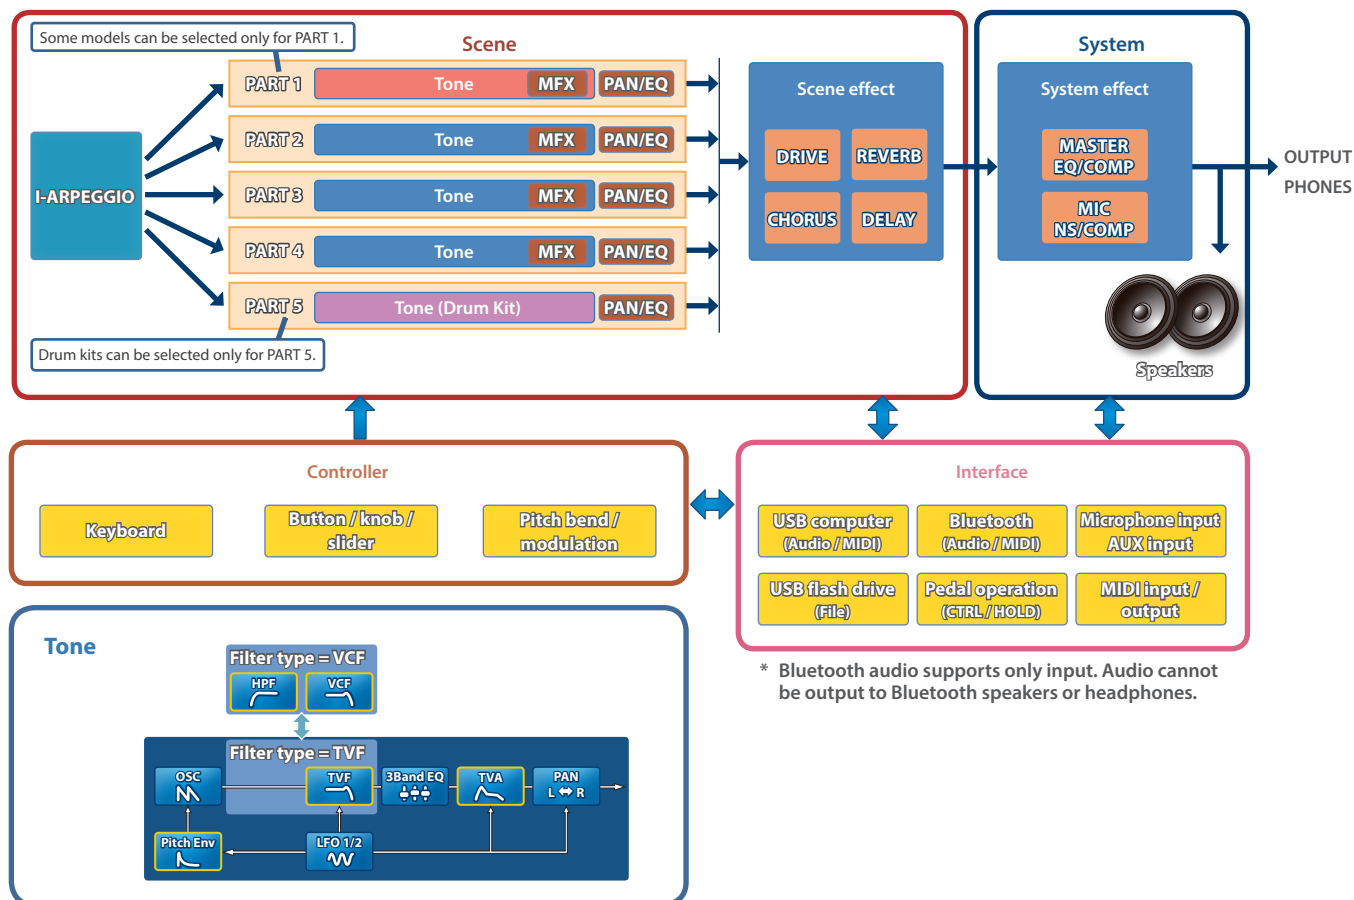 Some models can be selected only for PART 1.
Scene
System
PART 1
Tone
MFX
PAN/EQ
PART 2
Tone
MFX
PAN/EQ
PART 3
Tone
MFX
PAN/EQ
PART 4
Tone
MFX
PAN/EQ
PART 5
Tone (Drum Kit)
PAN/EQ
I-ARPEGGIO
Drum kits can be selected only for PART 5.
Scene effect
DRIVE
REVERB
CHORUS
DELAY
System effect
MASTER
EQ/COMP
MIC
NS/COMP
OUTPUT
PHONES
Speakers
Controller
Keyboard
Button / knob /
slider
Pitch bend /
modulation
Interface
USB computer
(Audio / MIDI)
Bluetooth
(Audio / MIDI)
Microphone input
AUX input
USB flash drive
(File)
Pedal operation
(CTRL / HOLD)
MIDI input /
output
* Bluetooth audio supports only input. Audio cannot
be output to Bluetooth speakers or headphones.
Tone
Filter type = VCF
HPF
VCF
Filter type = TVF
OSC
TVF
3Band EQ
TVA
PAN
L ⇔ R
Pitch Env
LFO 1/2